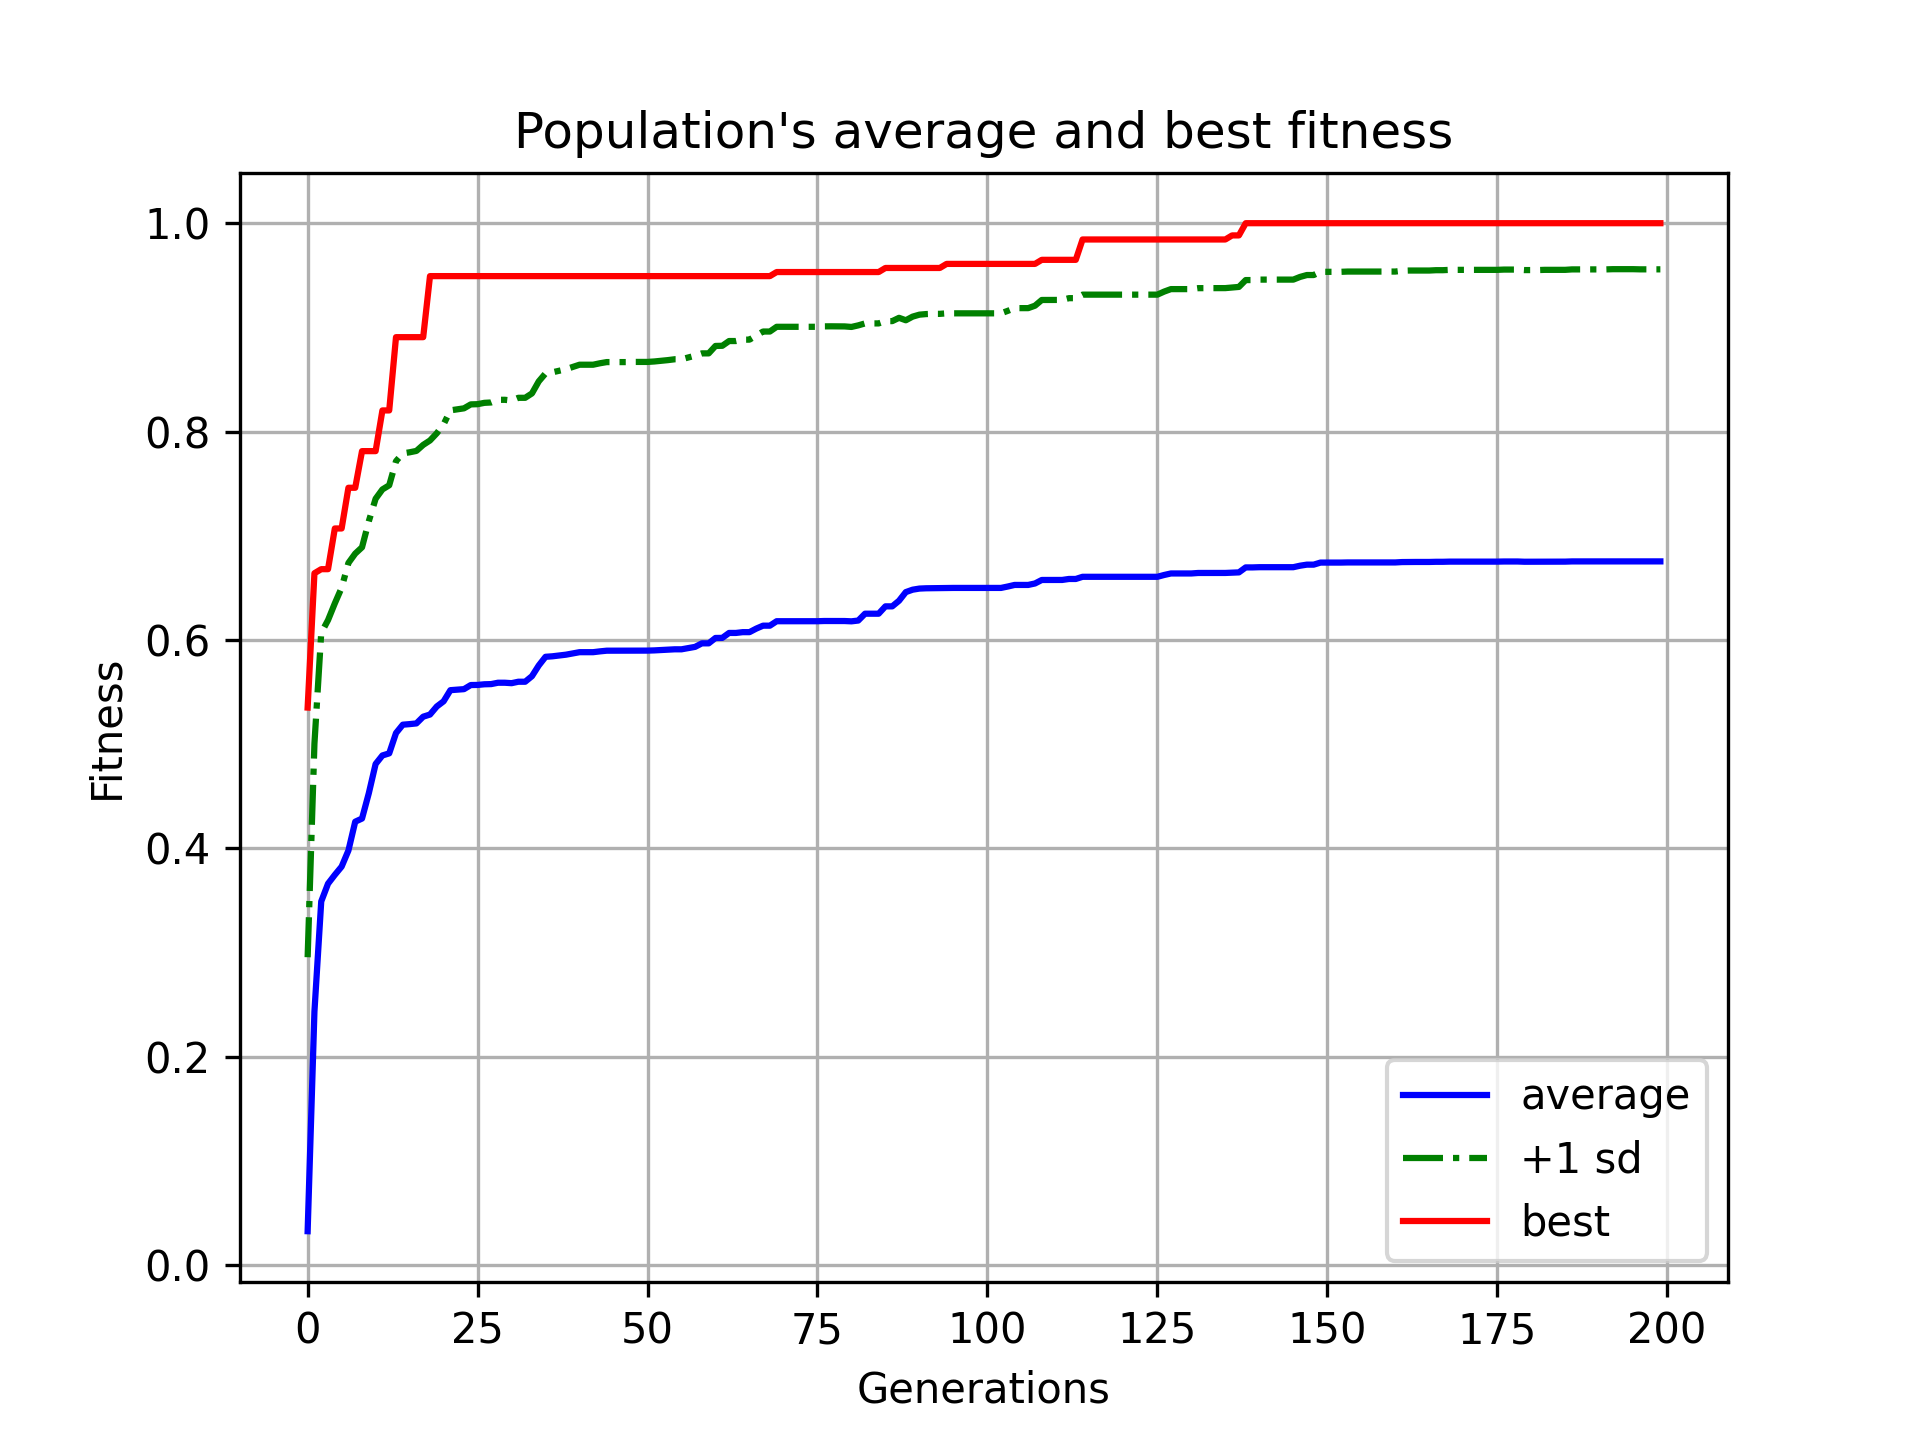 Population's average and best fitness
Fitness
1.0
0.8
0.6
0.4
0.2
0.0
average
+1 sd
best
0 25 50 75 100 125 150 175 200
Generations